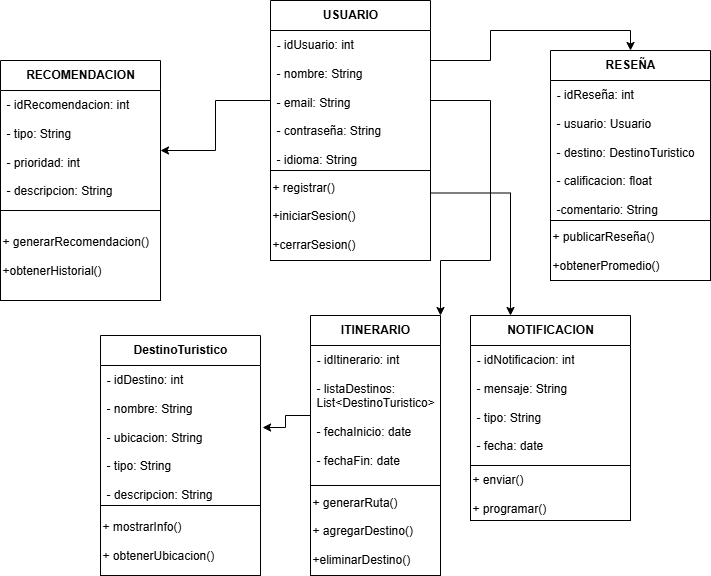 USUARIO
- idUsuario: int
- nombre: String
- email: String
- contraseña: String
- idioma: String
+ registrar()
+iniciarSesion()
+cerrarSesion()
RECOMENDACION
- idRecomendacion: int
- tipo: String
- prioridad: int
- descripcion: String
+ generarRecomendacion()
+obtenerHistorial()
RESEÑA
- idReseña: int
- usuario: Usuario
- destino: DestinoTuristico
- calificacion: float
-comentario: String
+ publicarReseña()
+obtenerPromedio()
DestinoTuristico
- idDestino: int
- nombre: String
- ubicacion: String
- tipo: String
- descripcion: String
+ mostrarInfo()
+ obtenerUbicacion()
ITINERARIO
- idItinerario: int
- listaDestinos:
List<DestinoTuristico>
- fechaInicio: date
- fechaFin: date
+ generarRuta()
+ agregarDestino()
+eliminarDestino()
NOTIFICACION
- idNotificacion: int
- mensaje: String
- tipo: String
- fecha: date
+ enviar()
+ programar()